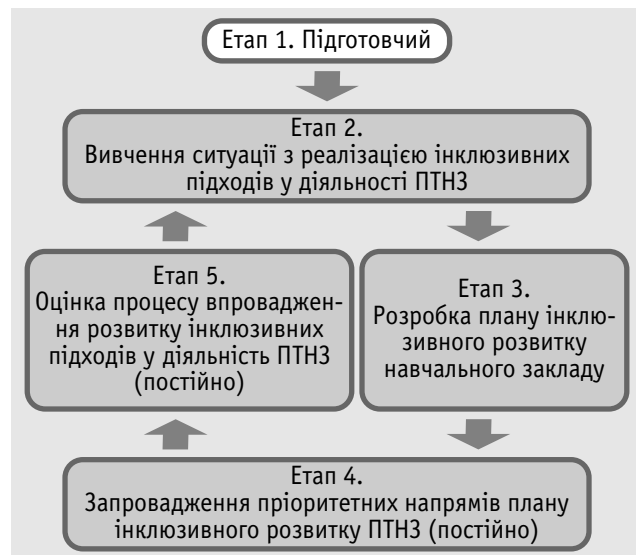 Етап 1. Підготовчий
Етап 2.
Вивчення ситуації з реалізацією інклюзивних
підходів у діяльності ПТНЗ
Етап 5.
Оцінка процесу впроваджен-
ня розвитку інклюзивних
підходів у діяльність ПТНЗ
(постійно)
Етап 3.
Розробка плану інклю-
зивного розвитку
навчального закладу
Етап 4.
Запровадження пріоритетних напрямів плану
інклюзивного розвитку ПТНЗ (постійно)